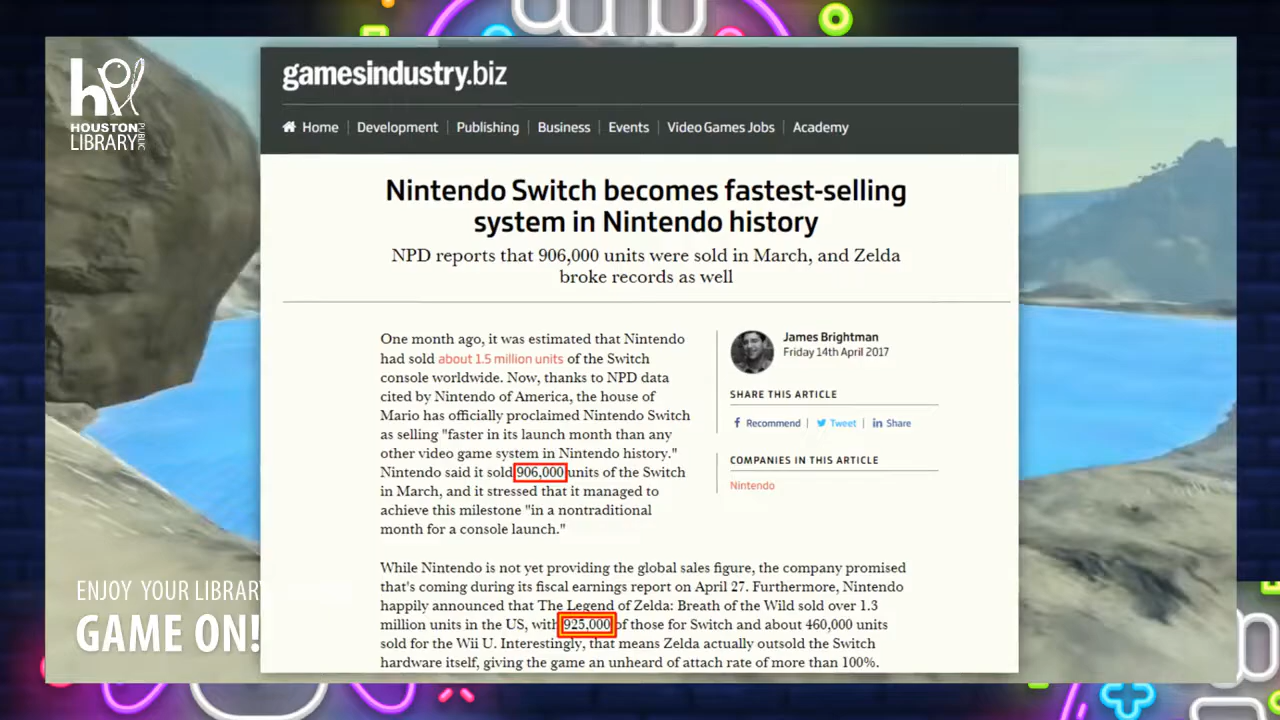 HOUSTON
PUBLIC
LIBRARY
gamesindustry.biz
Home
Development
Publishing
Business
Events
Video Games Jobs
Academy
Nintendo Switch becomes fastest-selling
system in Nintendo history
NPD reports that 906,000 units were sold in March, and Zelda
broke records as well
One month ago, it was estimated that Nintendo
had sold about 1.5 million units of the Switch
console worldwide. Now, thanks to NPD data
cited by Nintendo of America, the house of
Mario has officially proclaimed Nintendo Switch
as selling "faster in its launch month than any
other video game system in Nintendo history."
Nintendo said it sold 906,000 units of the Switch
in March, and it stressed that it managed to
achieve this milestone "in a nontraditional
month for a console launch."
James Brightman
Friday 14th April 2017
SHARE THIS ARTICLE
Recommend
Tweet
Share
COMPANIES IN THIS ARTICLE
Nintendo
While Nintendo is not yet providing the global sales figure, the company promised
that's coming during its fiscal earnings report on April 27. Furthermore, Nintendo
happily announced that The Legend of Zelda: Breath of the Wild sold over 1.3
million units in the US, with 925,000 of those for Switch and about 460,000 units
sold for the Wii U. Interestingly, that means Zelda actually outsold the Switch
hardware itself, giving the game an unheard of attach rate of more than 100%.
ENJOY YOUR LIBRARY
GAME ON!